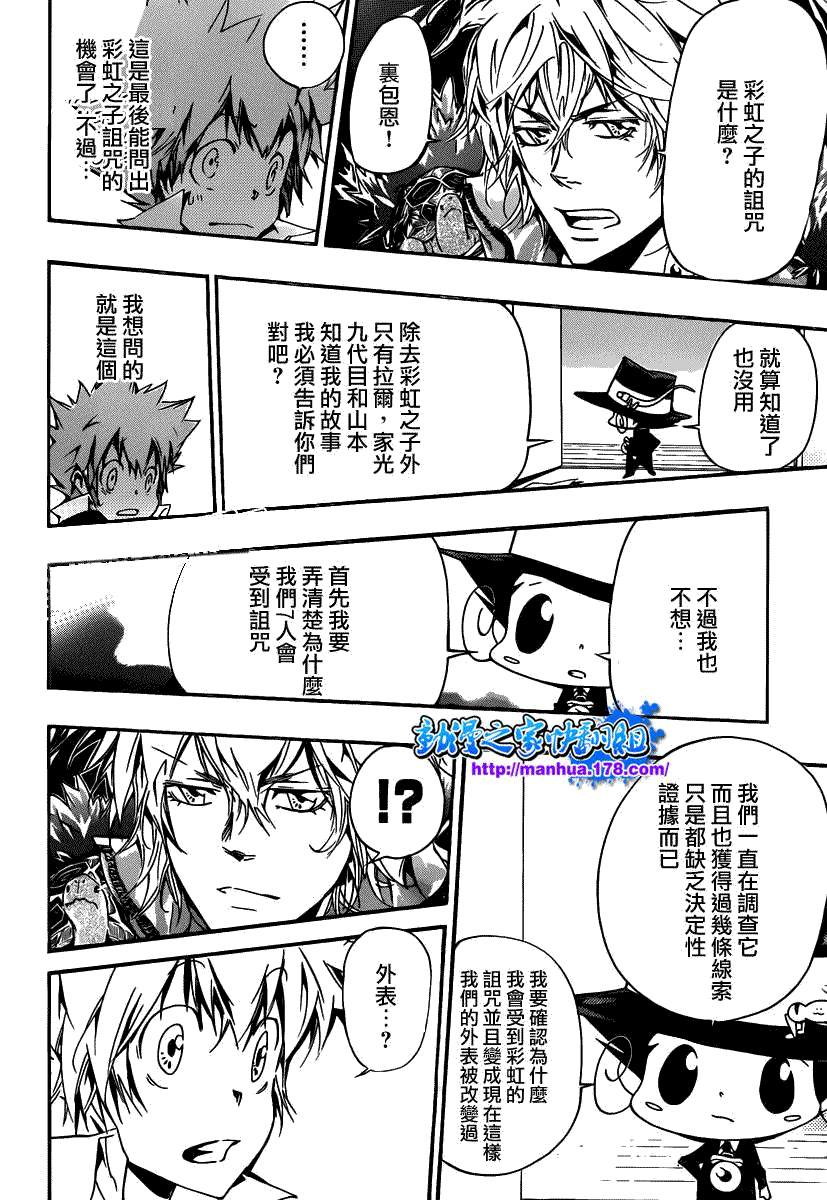 彩虹之子的詛咒
是什麼?
裏包恩!
……
這是最後能問出
彩虹之子詛咒的
機會了 不過…
就算知道了
也沒用
除去彩虹之子外
只有拉爾，家光
九代目和山本
知道我的故事
我必須告訴你們
對吧?
我想問的
就是這個
不過我也
不想…
首先我要
弄清楚為什麼
我們7人會
受到詛咒
動漫之家快翻組
http://manhua.178.com/
我們一直在調查它
而且也獲得過幾條線索
只是都缺乏決定性
證據而已
!?
我要確認為什麼
我會受到彩虹的
詛咒並且變成現在這樣
我們的外表被改變過
外表…?